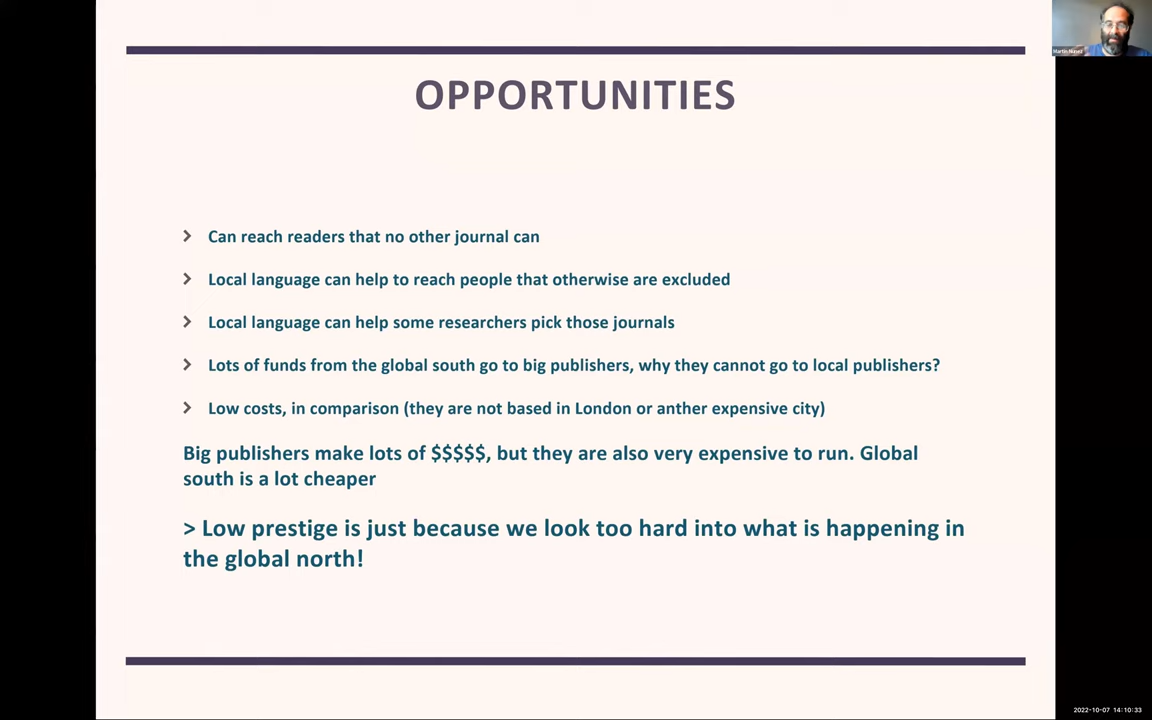 OPPORTUNITIES
Can reach readers that no other journal can
Local language can help to reach people that otherwise are excluded
Local language can help some researchers pick those journals
Lots of funds from the global south go to big publishers, why they cannot go to local publishers?
Low costs, in comparison (they are not based in London or anther expensive city)
Big publishers make lots of $$$$$, but they are also very expensive to run. Global
south is a lot cheaper
> Low prestige is just because we look too hard into what is happening in
the global north!
Martin Nuñez
2022-10-07 14:10:33